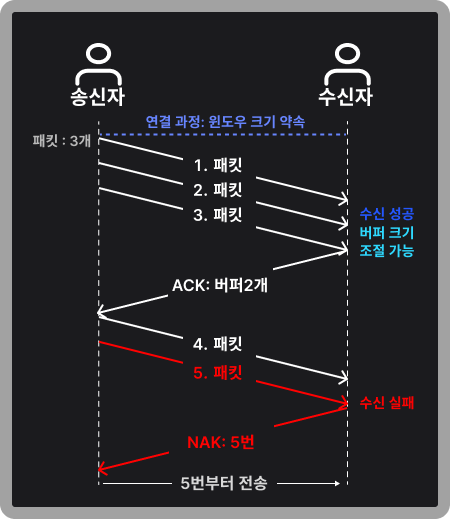 송신자
수신자
연결 과정: 윈도우 크기 약속
패킷 : 3개
1. 패킷
2. 패킷
3. 패킷
수신 성공
버퍼 크기
조절 가능
ACK: 버퍼2개
4. 패킷
5. 패킷
수신 실패
NAK: 5번
5번부터 전송